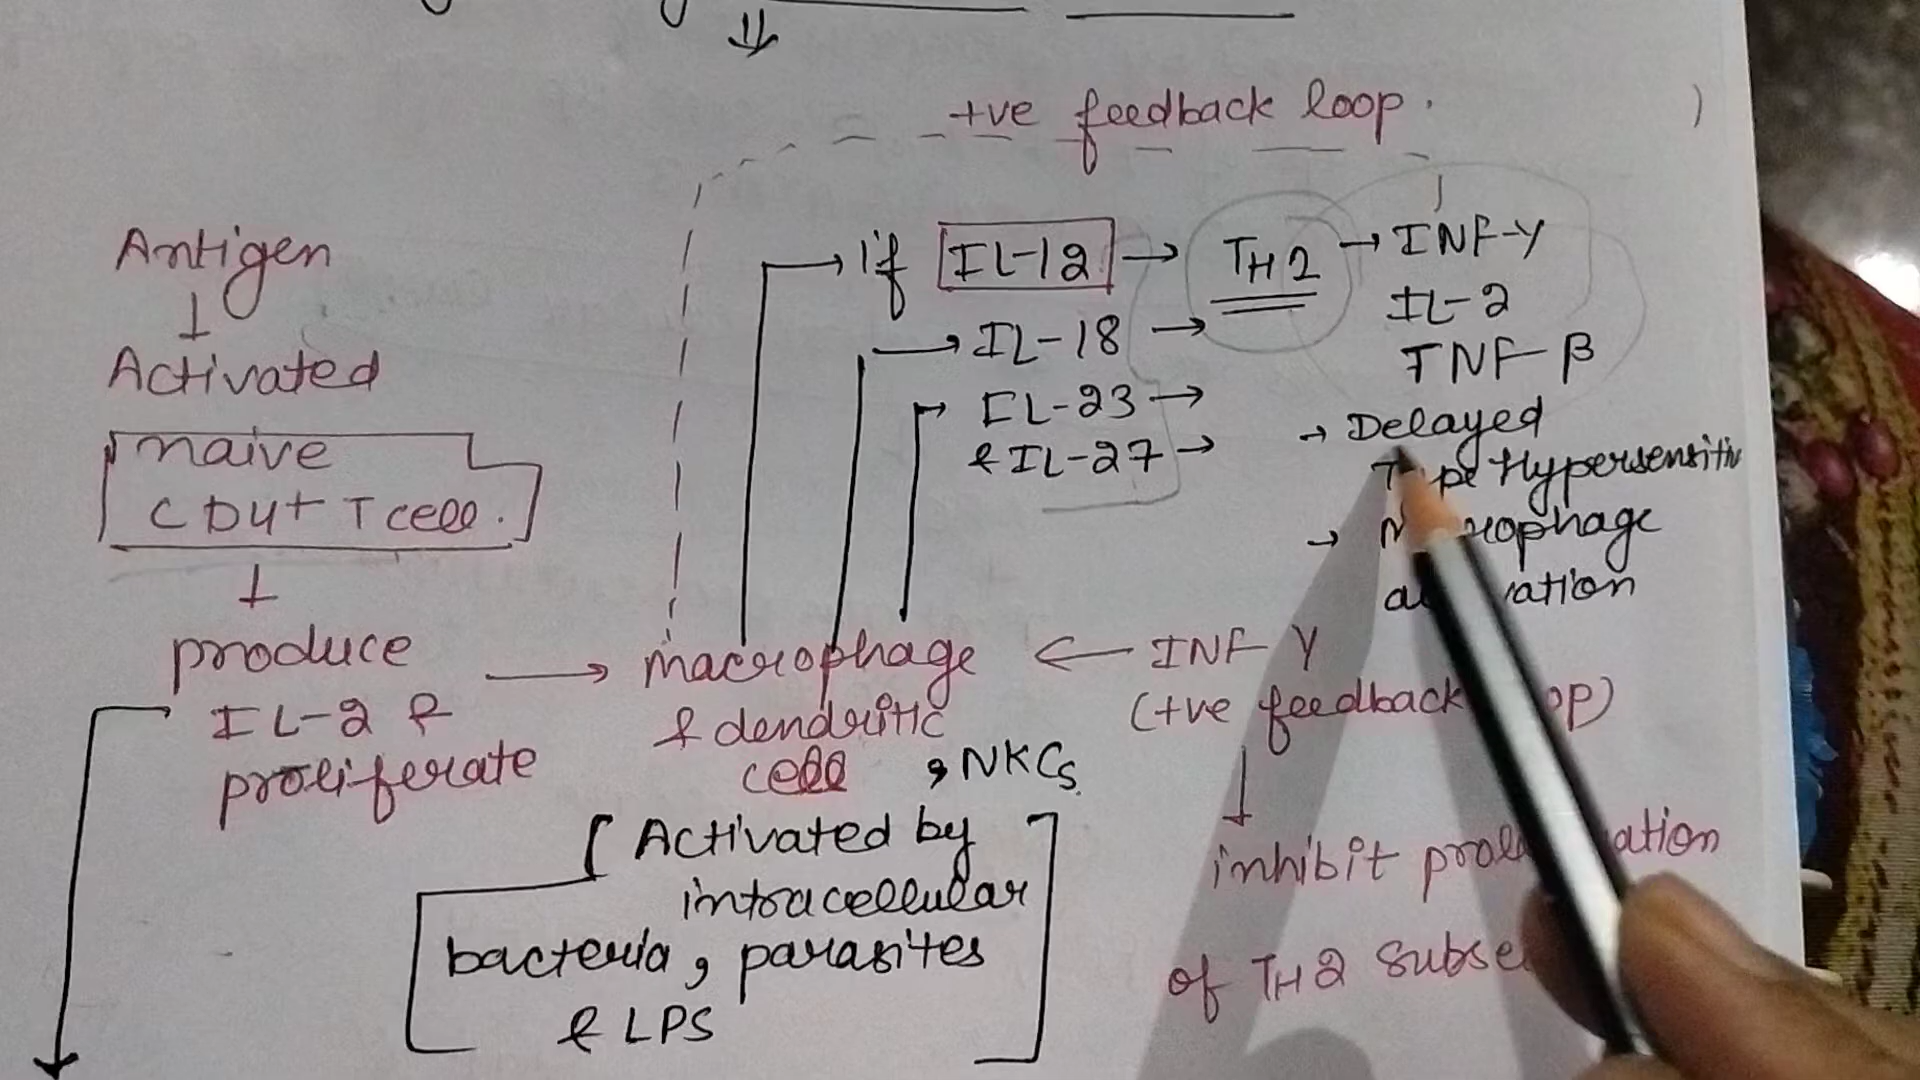 +ve feedback loop.
Antigen
Activated
naive
CD4+ T cell.
produce
IL-2 &
proliferate
if IL-12 → TH2 → INF-γ
IL-18 → IL-2
IL-23 → TNF-β
& IL-27 →
→ Delayed
Type Hypersensitiv
→
macrophage ← INF γ
& dendritic (+ve feedback
cell , NKCs
[Activated by
intracellular
bacteria, parasites
& LPS]
inhibit
of TH2